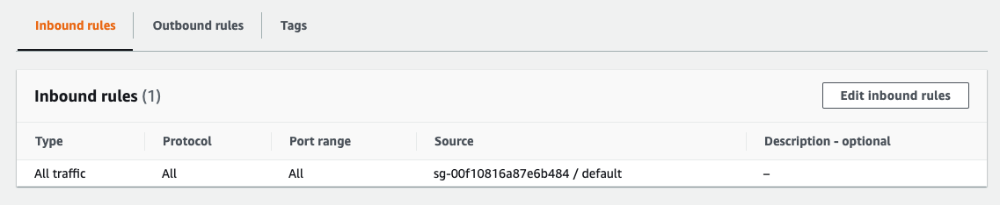 Inbound rules Outbound rules Tags
Inbound rules (1) Edit inbound rules
Type Protocol Port range Source Description - optional
All traffic All All sg-00f10816a87e6b484 / default –